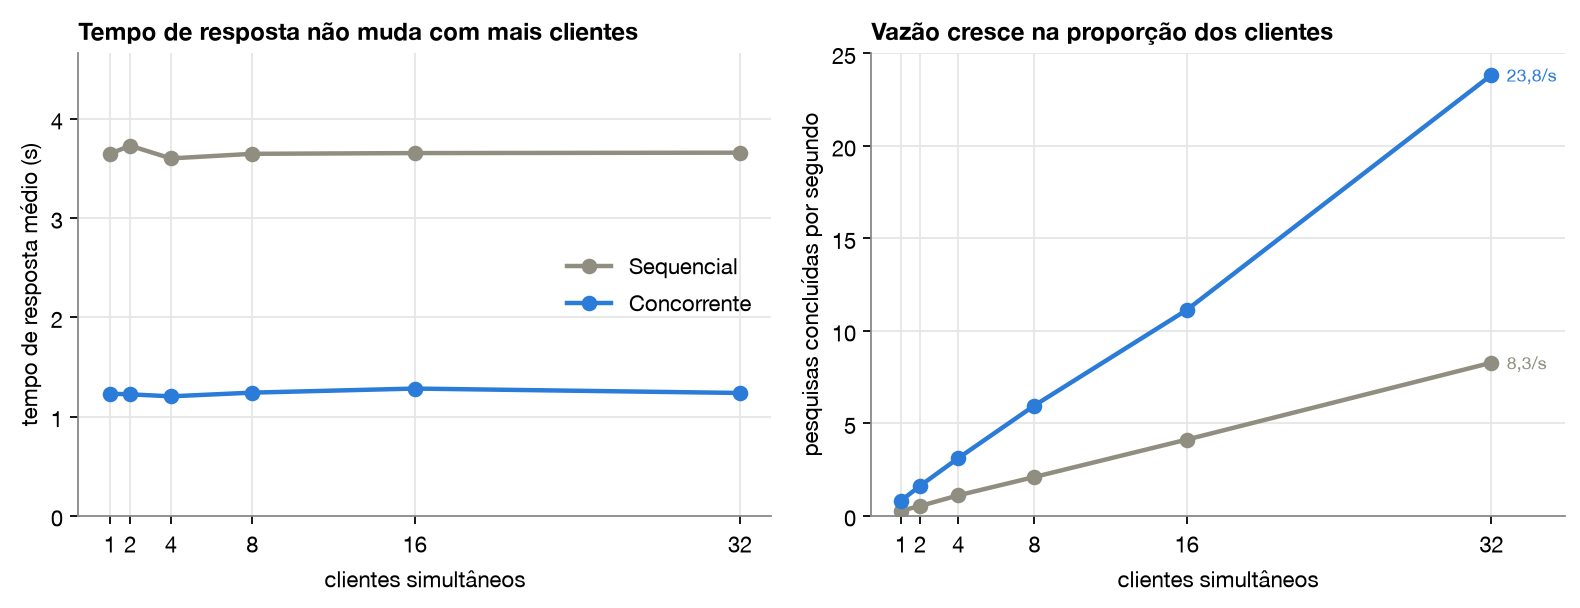 Tempo de resposta não muda com mais clientes
tempo de resposta médio (s)
4
3
2
1
0
Sequencial
Concorrente
1 2 4 8 16 32
clientes simultâneos
Vazão cresce na proporção dos clientes
pesquisas concluídas por segundo
25
20
15
10
5
0
23,8/s
8,3/s
1 2 4 8 16 32
clientes simultâneos